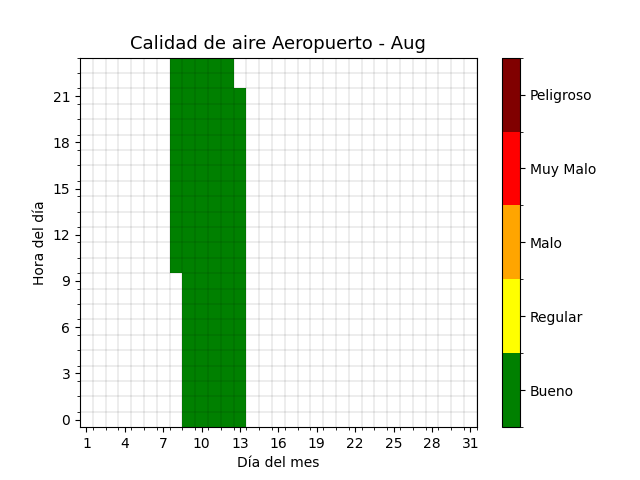 Calidad de aire Aeropuerto - Aug
Peligroso
Muy Malo
Malo
Regular
Bueno
Hora del día
21
18
15
12
9
6
3
0
1 4 7 10 13 16 19 22 25 28 31
Día del mes